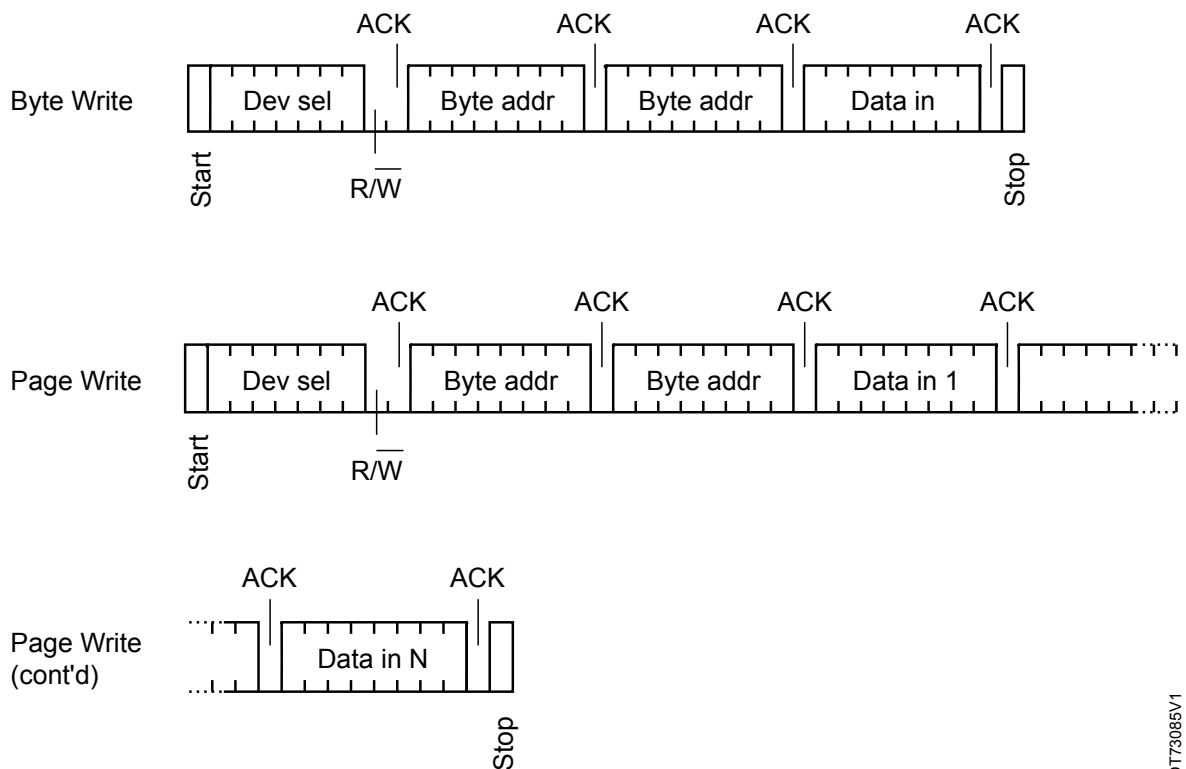 ACK ACK ACK ACK
Byte Write Dev sel Byte addr Byte addr Data in
Start R/W̅ Stop
ACK ACK ACK ACK
Page Write Dev sel Byte addr Byte addr Data in 1
Start R/W̅
ACK ACK
Page Write
(cont'd)
Data in N
Stop
DT73085V1